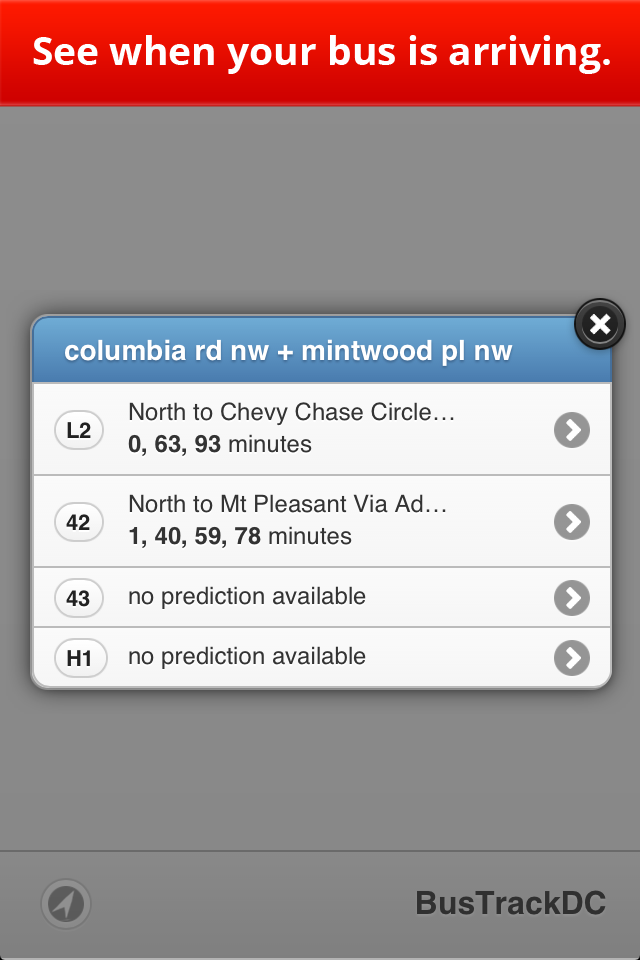 See when your bus is arriving.
columbia rd nw + mintwood pl nw
L2
North to Chevy Chase Circle…
0, 63, 93 minutes
42
North to Mt Pleasant Via Ad…
1, 40, 59, 78 minutes
43
no prediction available
H1
no prediction available
BusTrackDC